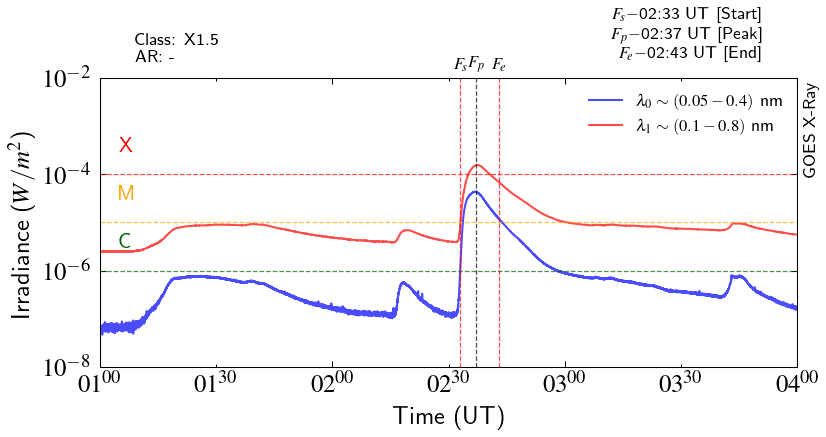 Class: X1.5
AR: -
Fₛ−02:33 UT [Start]
Fₚ−02:37 UT [Peak]
Fₑ−02:43 UT [End]
Fₛ Fₚ Fₑ
10⁻²
10⁻⁴
10⁻⁶
10⁻⁸
Irradiance (W/m²)
X
M
C
λ₀ ∼ (0.05 − 0.4) nm
λ₁ ∼ (0.1 − 0.8) nm
GOES X-Ray
01⁰⁰ 01³⁰ 02⁰⁰ 02³⁰ 03⁰⁰ 03³⁰ 04⁰⁰
Time (UT)